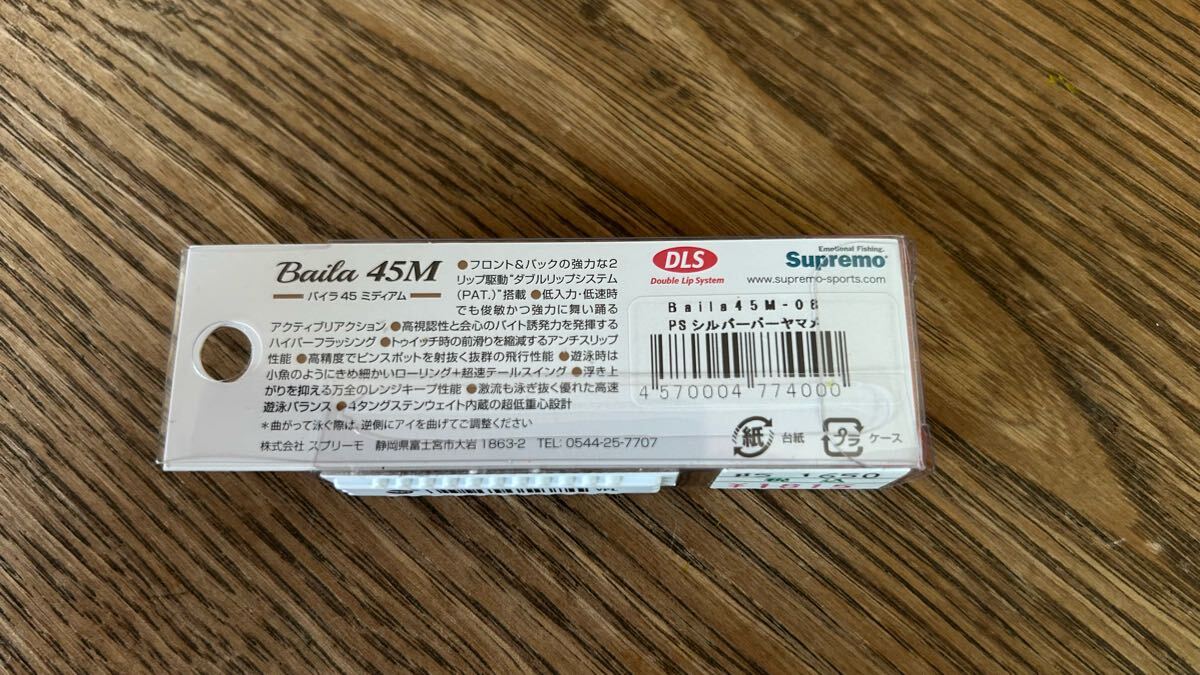 Baila 45M
バイラ 45 ミディアム
●フロント&バックの強力な2
リップ駆動"ダブルリップシステム
(PAT.)"搭載 ●低入力・低速時
でも俊敏かつ強力に舞い踊る
アクティブリアクション ●高視認性と会心のバイト誘発力を発揮する
ハイパーフラッシング ●トゥイッチ時の前滑りを縮減するアンチスリップ
性能 ●高精度でピンスポットを射抜く抜群の飛行性能 ●遊泳時は
小魚のようにきめ細かいローリング+超速テールスイング ●浮き上
がりを抑える万全のレンジキープ性能 ●激流も泳ぎ抜く優れた高速
遊泳バランス ●4タングステンウェイト内蔵の超低重心設計
*曲がって泳ぐ際は、逆側にアイを曲げてご調整ください
株式会社 スプリーモ 静岡県富士宮市大岩 1863-2 TEL: 0544-25-7707
DLS
Double Lip System
Emotional Fishing.
Supremo
www.supremo-sports.com
Baila45M-08
PSシルバーバーヤマメ
4 570004 774000
紙 台紙
プラ ケース
1650